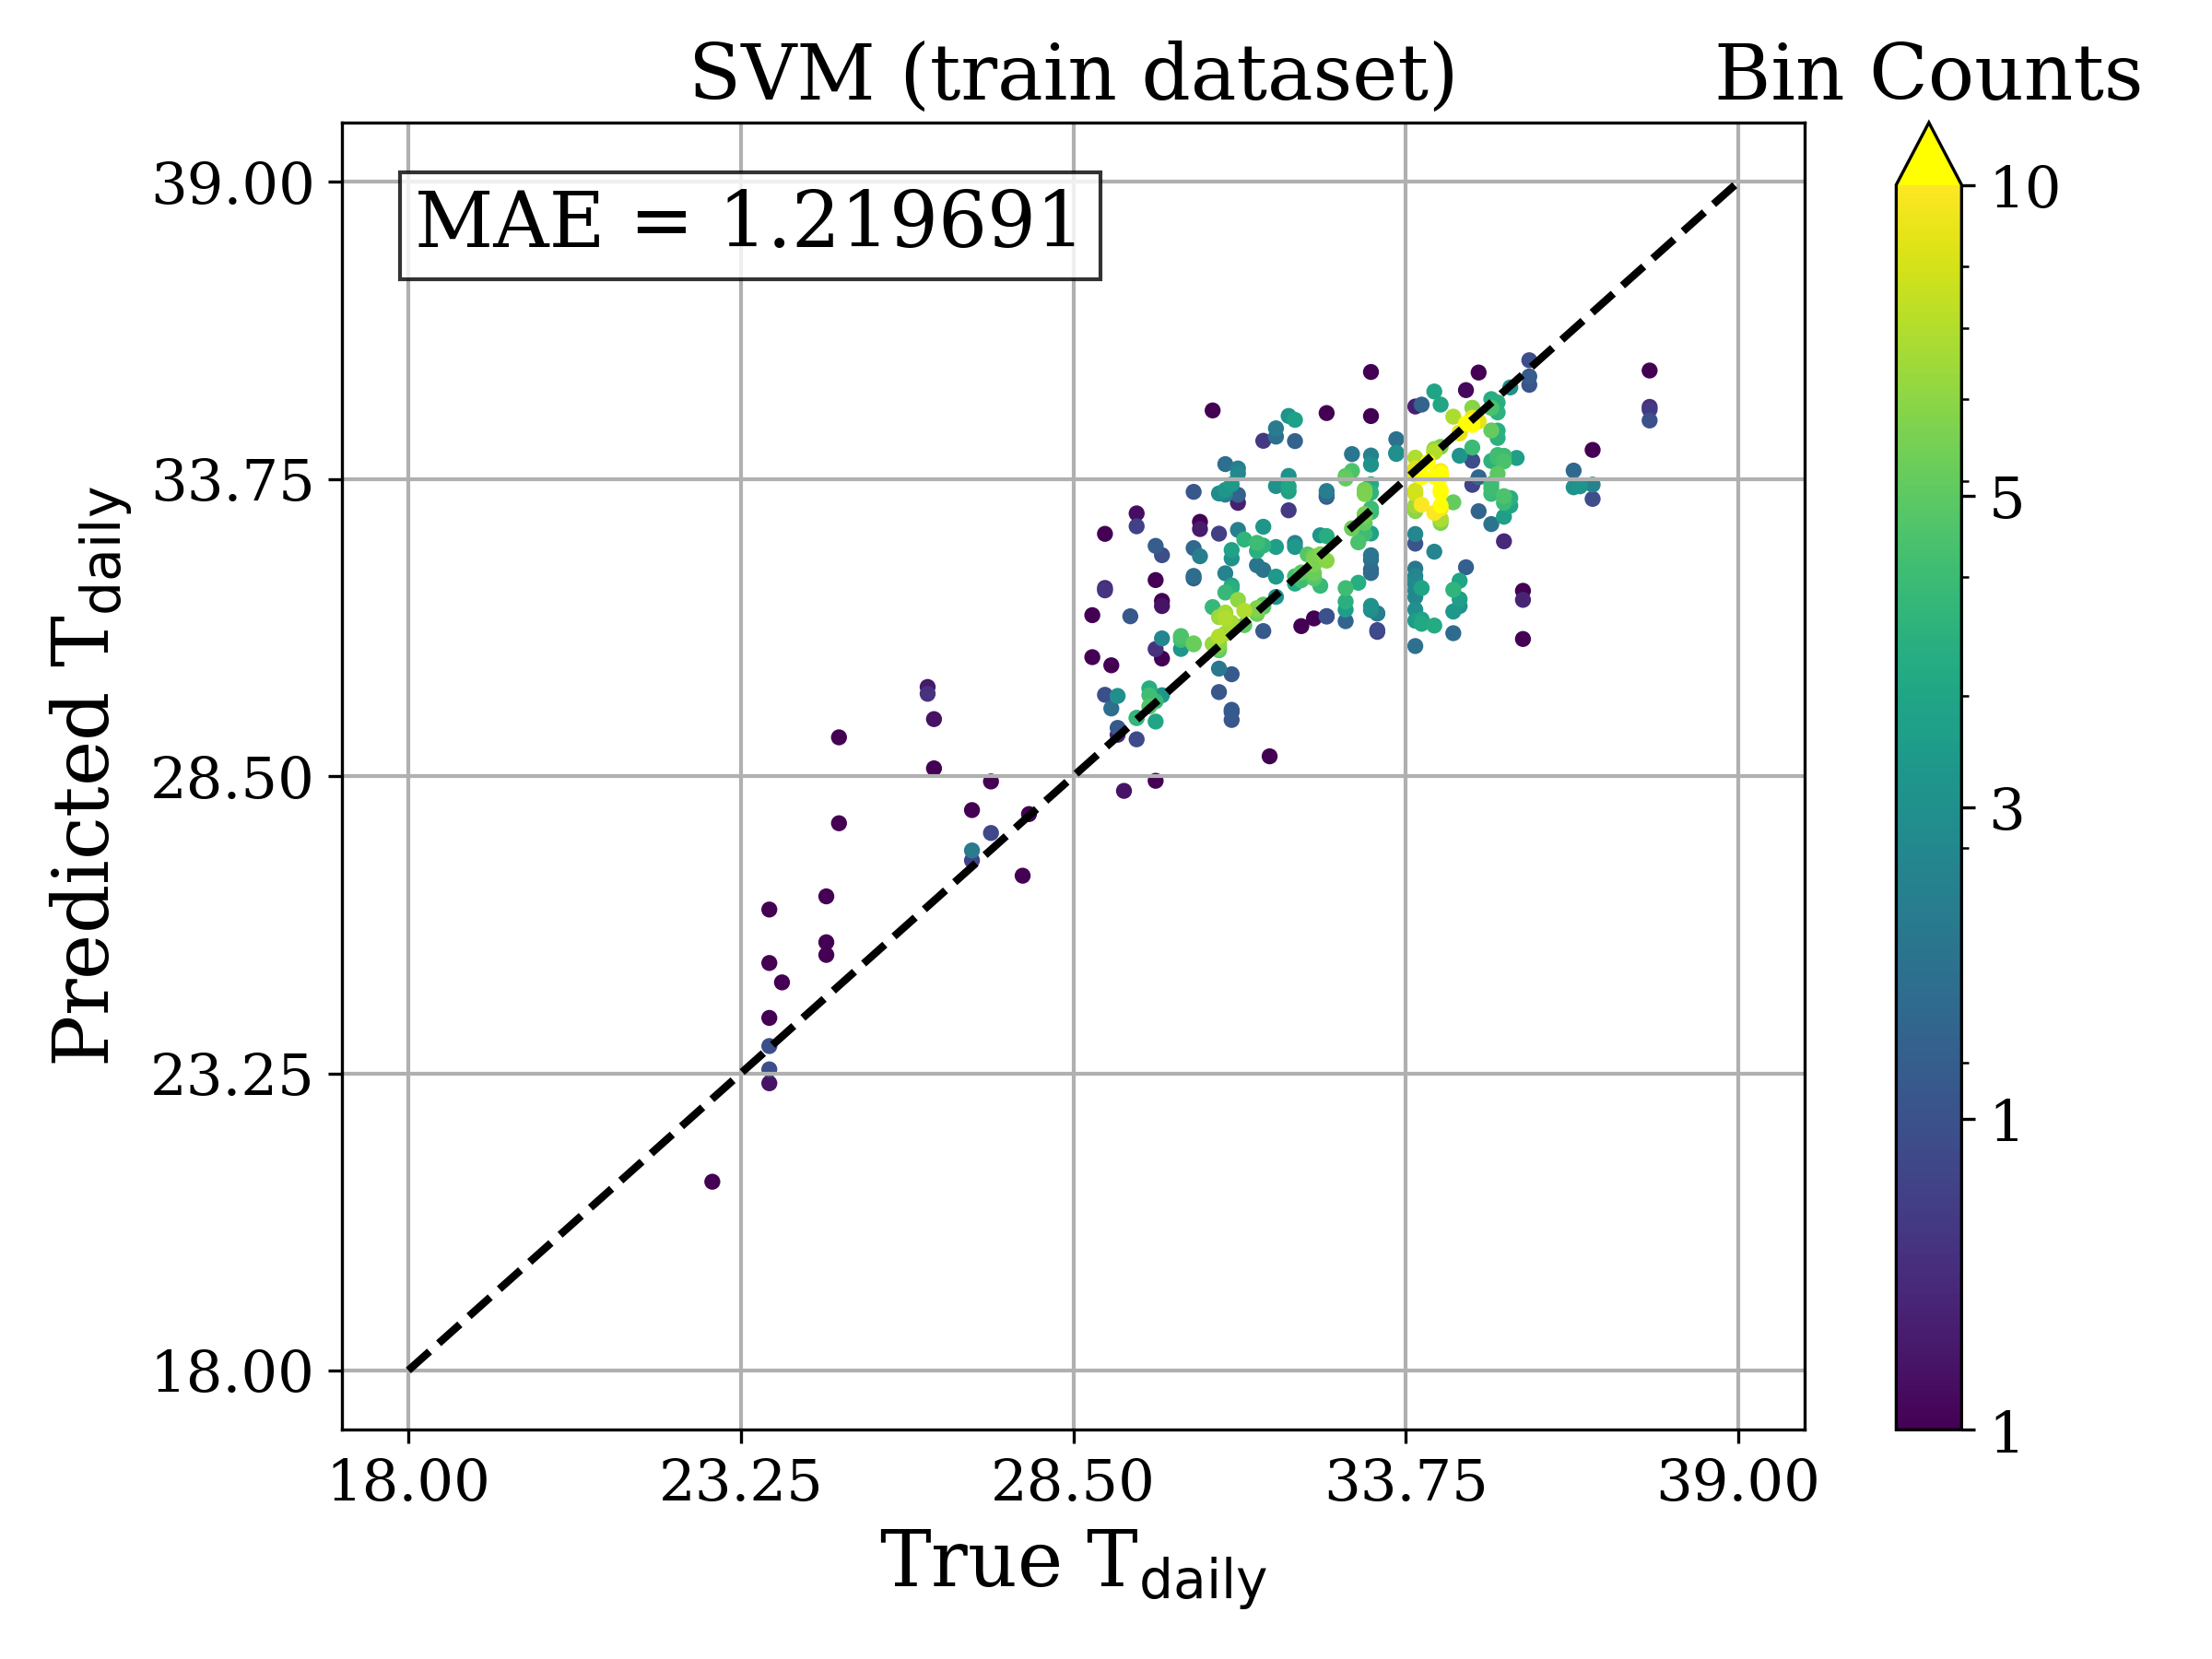 SVM (train dataset)
Bin Counts
MAE = 1.219691
Predicted T_daily
39.00
33.75
28.50
23.25
18.00
18.00 23.25 28.50 33.75 39.00
True T_daily
10
5
3
1
1